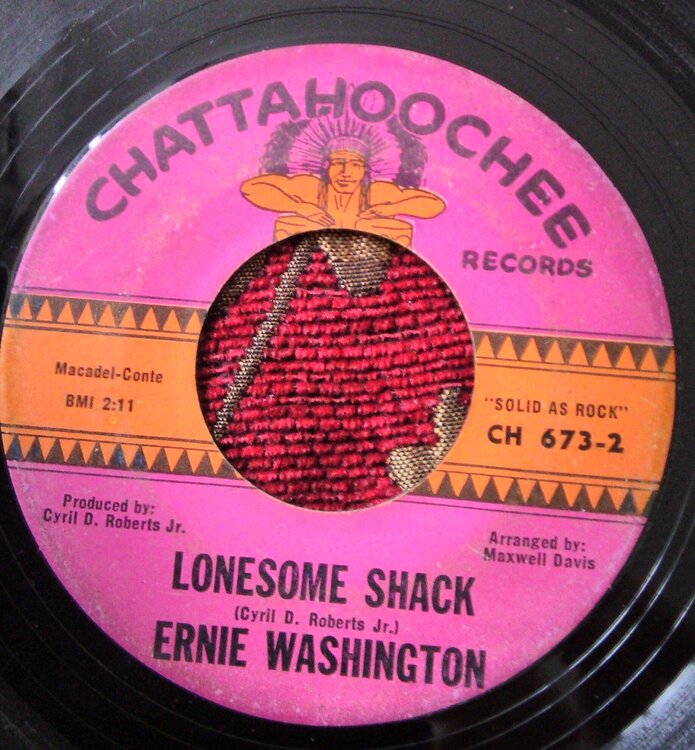 CHATTAHOOCHEE
RECORDS
Macadel-Conte
BMI 2:11
"SOLID AS ROCK"
CH 673-2
Produced by:
Cyril D. Roberts Jr.
Arranged by:
Maxwell Davis
LONESOME SHACK
(Cyril D. Roberts Jr.)
ERNIE WASHINGTON